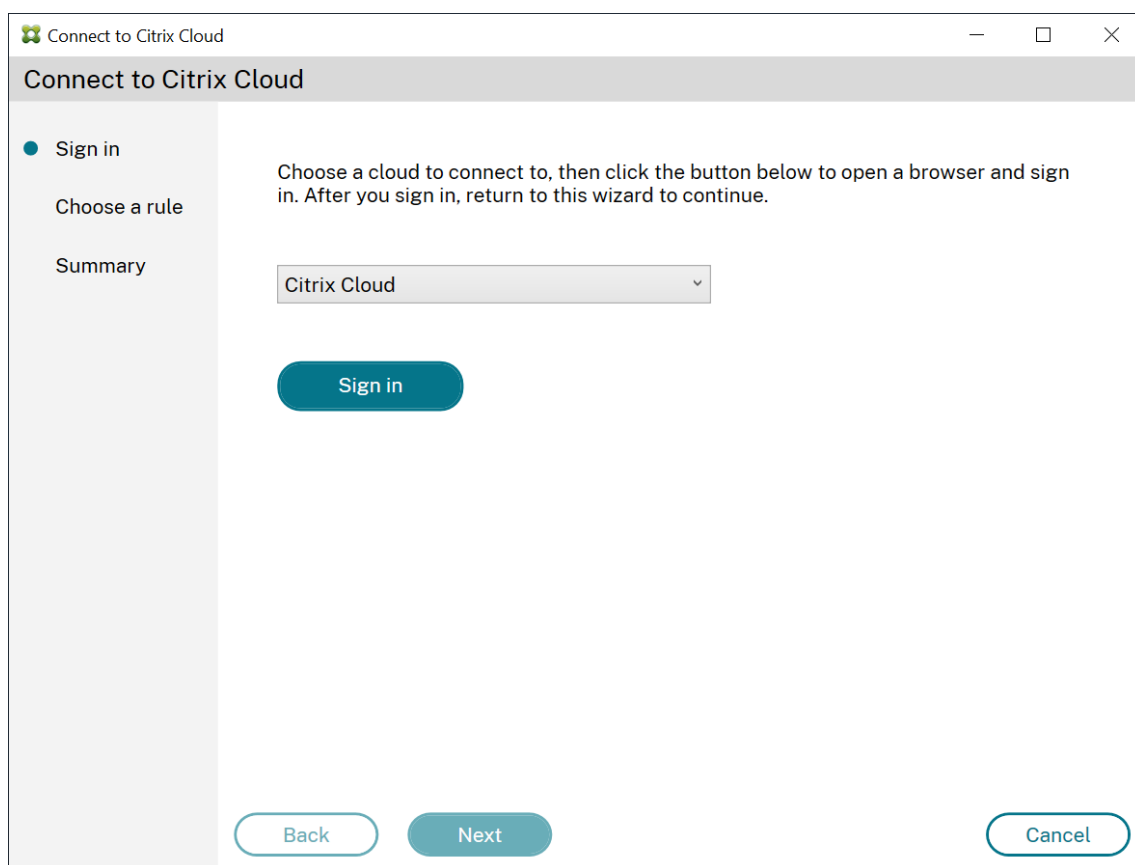 Connect to Citrix Cloud
Connect to Citrix Cloud
Sign in
Choose a rule
Summary
Choose a cloud to connect to, then click the button below to open a browser and sign
in. After you sign in, return to this wizard to continue.
Citrix Cloud
Sign in
Back
Next
Cancel